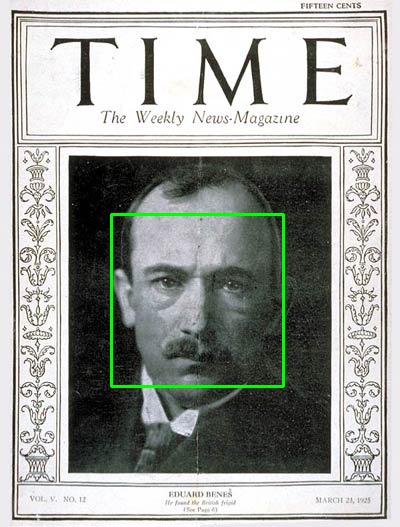 FIFTEEN CENTS
TIME
The Weekly News-Magazine
VOL. V. NO. 12
EDUARD BENEŠ
He found the British frigid
(See Page 6)
MARCH 23, 1925